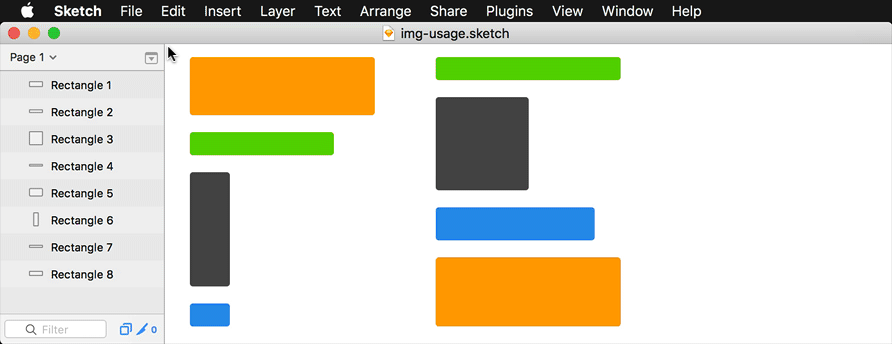 Sketch File Edit Insert Layer Text Arrange Share Plugins View Window Help
img-usage.sketch
Page 1
Rectangle 1
Rectangle 2
Rectangle 3
Rectangle 4
Rectangle 5
Rectangle 6
Rectangle 7
Rectangle 8
Filter 0